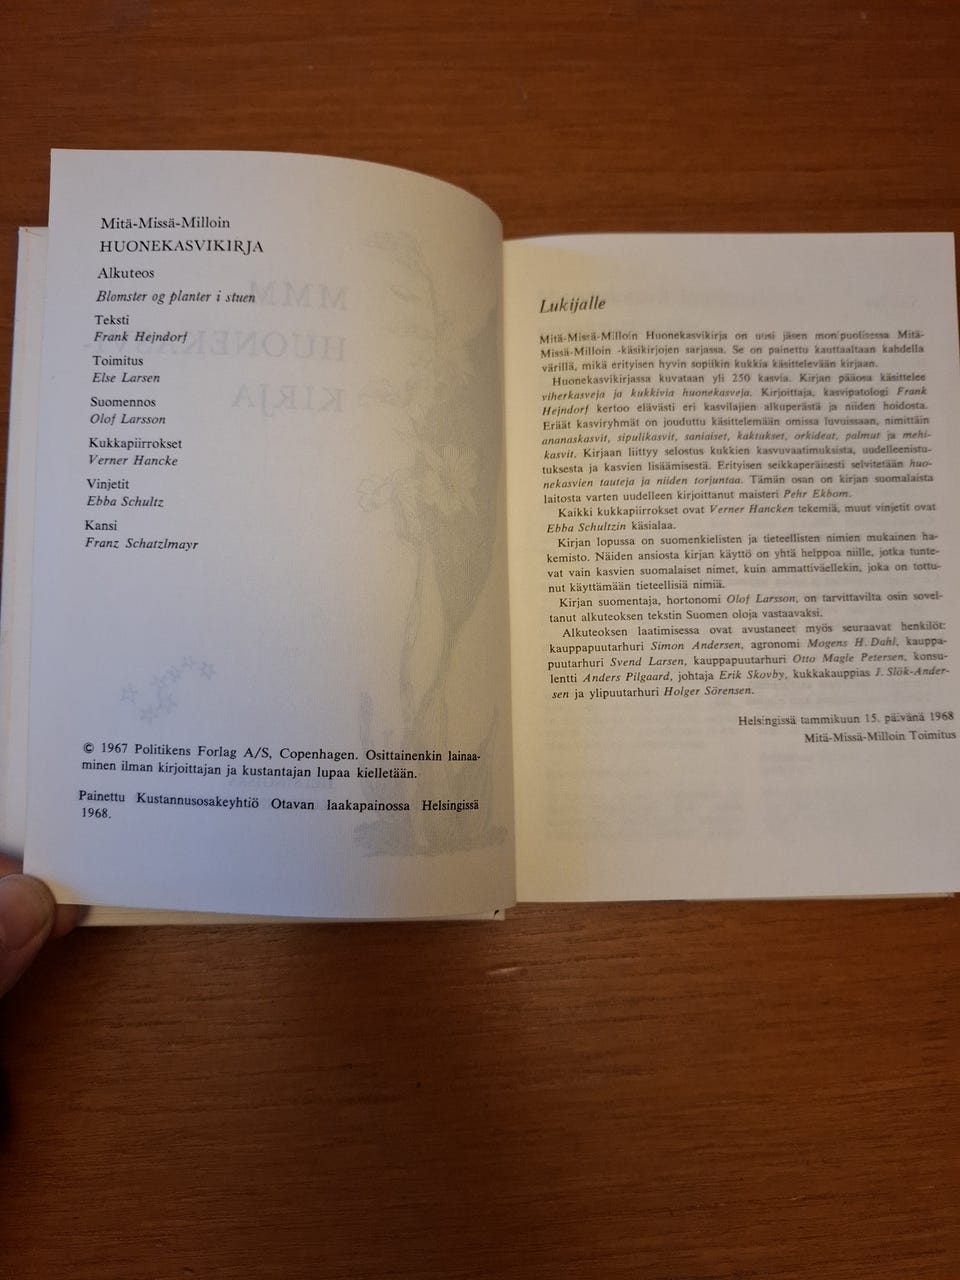 Mitä-Missä-Milloin
HUONEKASVIKIRJA
Alkuteos
Blomster og planter i stuen
Teksti
Frank Hejndorf
Toimitus
Else Larsen
Suomennos
Olof Larsson
Kukkapiirrokset
Verner Hancke
Vinjetit
Ebba Schultz
Kansi
Franz Schatzlmayr
© 1967 Politikens Forlag A/S, Copenhagen. Osittainenkin lainaa-
minen ilman kirjoittajan ja kustantajan lupaa kielletään.
Painettu Kustannusosakeyhtiö Otavan laakapainossa Helsingissä
1968.
Lukijalle
Mitä-Missä-Milloin Huonekasvikirja on uusi jäsen monipuolisessa Mitä-
Missä-Milloin -käsikirjojen sarjassa. Se on painettu kauttaaltaan kahdella
värillä, mikä erityisen hyvin sopiikin kukkia käsittelevään kirjaan.
Huonekasvikirjassa kuvataan yli 250 kasvia. Kirjan pääosa käsittelee
viherkasveja ja kukkivia huonekasveja. Kirjoittaja, kasvipatologi Frank
Hejndorf kertoo elävästi eri kasvilajien alkuperästä ja niiden hoidosta.
Eräät kasviryhmät on jouduttu käsittelemään omissa luvuissaan, nimittäin
ananaskasvit, sipulikasvit, saniaiset, kaktukset, orkideat, palmut ja mehi-
kasvit. Kirjaan liittyy selostus kukkien kasvuvaatimuksista, uudelleenistu-
tuksesta ja kasvien lisäämisestä. Erityisen seikkaperäisesti selvitetään huo-
nekasvien tauteja ja niiden torjuntaa. Tämän osan on kirjan suomalaista
laitosta varten uudelleen kirjoittanut maisteri Pehr Ekbom.
Kaikki kukkapiirrokset ovat Verner Hancken tekemiä, muut vinjetit ovat
Ebba Schultzin käsialaa.
Kirjan lopussa on suomenkielisten ja tieteellisten nimien mukainen ha-
kemisto. Näiden ansiosta kirjan käyttö on yhtä helppoa niille, jotka tunte-
vat vain kasvien suomalaiset nimet, kuin ammattiväellekin, joka on tottu-
nut käyttämään tieteellisiä nimiä.
Kirjan suomentaja, hortonomi Olof Larsson, on tarvittavilta osin sovel-
tanut alkuteoksen tekstin Suomen oloja vastaavaksi.
Alkuteoksen laatimisessa ovat avustaneet myös seuraavat henkilöt:
kauppapuutarhuri Simon Andersen, agronomi Mogens H. Dahl, kauppa-
puutarhuri Svend Larsen, kauppapuutarhuri Otto Magle Petersen, konsu-
lentti Anders Pilgaard, johtaja Erik Skovby, kukkakauppias J. Slök-Ander-
sen ja ylipuutarhuri Holger Sörensen.
Helsingissä tammikuun 15. päivänä 1968
Mitä-Missä-Milloin Toimitus